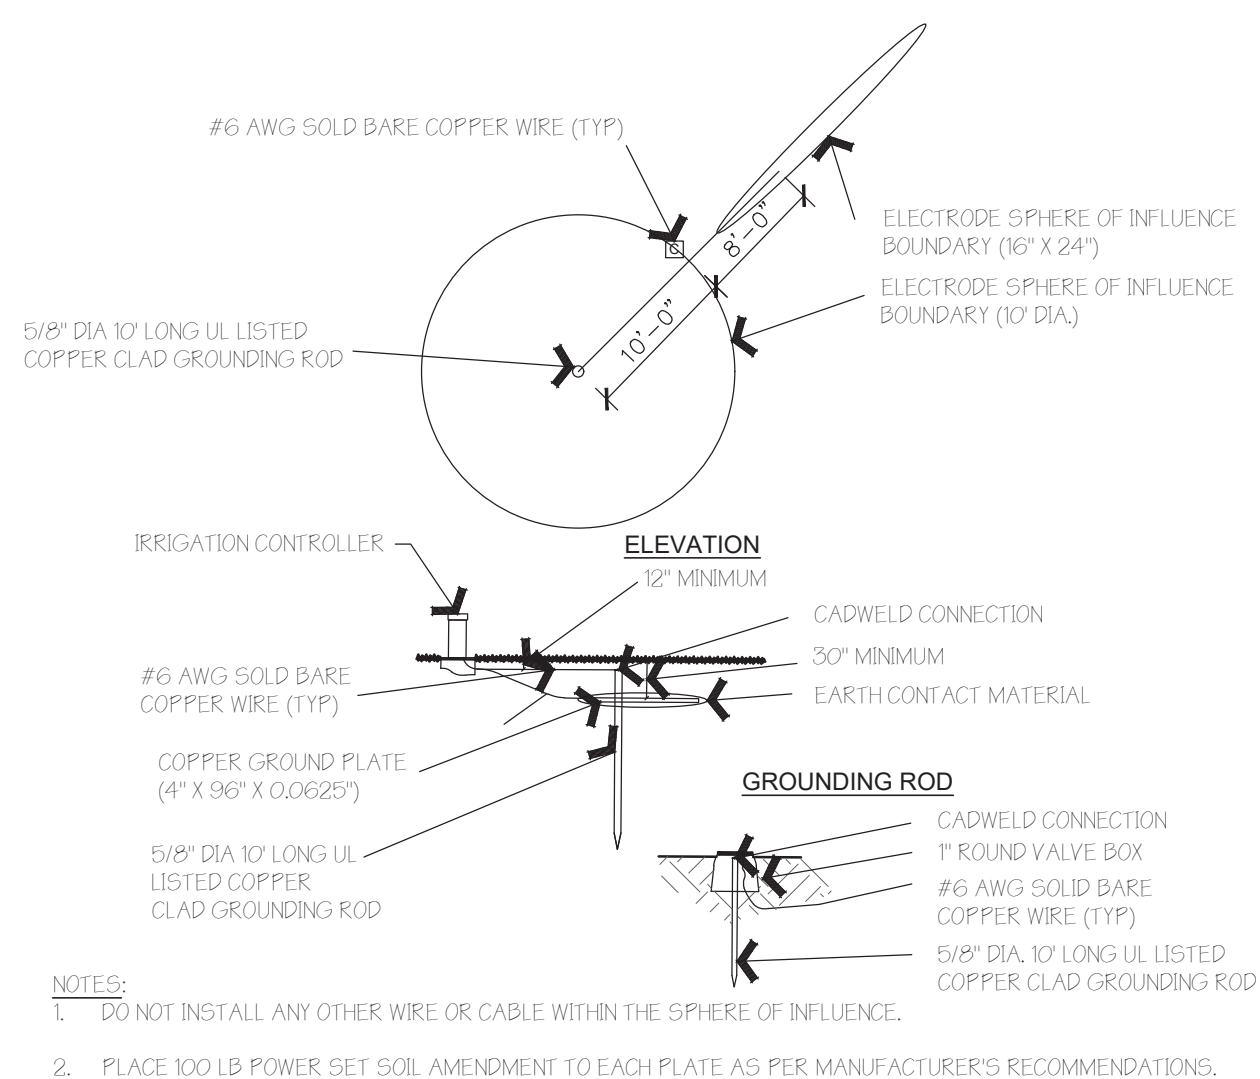 #6 AWG SOLD BARE COPPER WIRE (TYP)
ELECTRODE SPHERE OF INFLUENCE
BOUNDARY (16" X 24")
8'-0"
ELECTRODE SPHERE OF INFLUENCE
BOUNDARY (10' DIA.)
10'-0"
5/8" DIA 10' LONG UL LISTED
COPPER CLAD GROUNDING ROD
IRRIGATION CONTROLLER
ELEVATION
12" MINIMUM
CADWELD CONNECTION
30" MINIMUM
EARTH CONTACT MATERIAL
#6 AWG SOLD BARE
COPPER WIRE (TYP)
COPPER GROUND PLATE
(4" X 96" X 0.0625")
5/8" DIA 10' LONG UL
LISTED COPPER
CLAD GROUNDING ROD
GROUNDING ROD
CADWELD CONNECTION
1" ROUND VALVE BOX
#6 AWG SOLID BARE
COPPER WIRE (TYP)
5/8" DIA. 10' LONG UL LISTED
COPPER CLAD GROUNDING ROD
NOTES:
1. DO NOT INSTALL ANY OTHER WIRE OR CABLE WITHIN THE SPHERE OF INFLUENCE.
2. PLACE 100 LB POWER SET SOIL AMENDMENT TO EACH PLATE AS PER MANUFACTURER'S RECOMMENDATIONS.